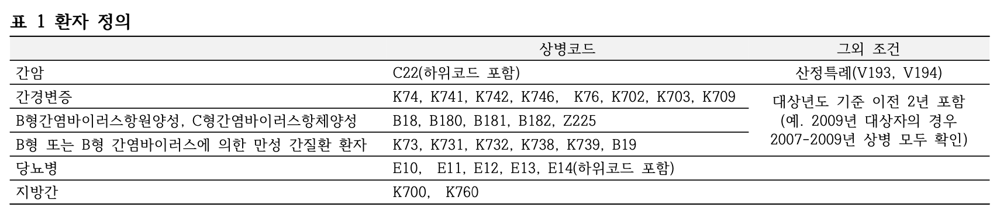 표 1 환자 정의
상병코드 그외 조건
간암 C22(하위코드 포함) 산정특례(V193, V194)
간경변증 K74, K741, K742, K746, K76, K702, K703, K709
대상년도 기준 이전 2년 포함
B형간염바이러스항원양성, C형간염바이러스항체양성 B18, B180, B181, B182, Z225
(예. 2009년 대상자의 경우
B형 또는 B형 간염바이러스에 의한 만성 간질환 환자 K73, K731, K732, K738, K739, B19
2007-2009년 상병 모두 확인)
당뇨병 E10, E11, E12, E13, E14(하위코드 포함)
지방간 K700, K760